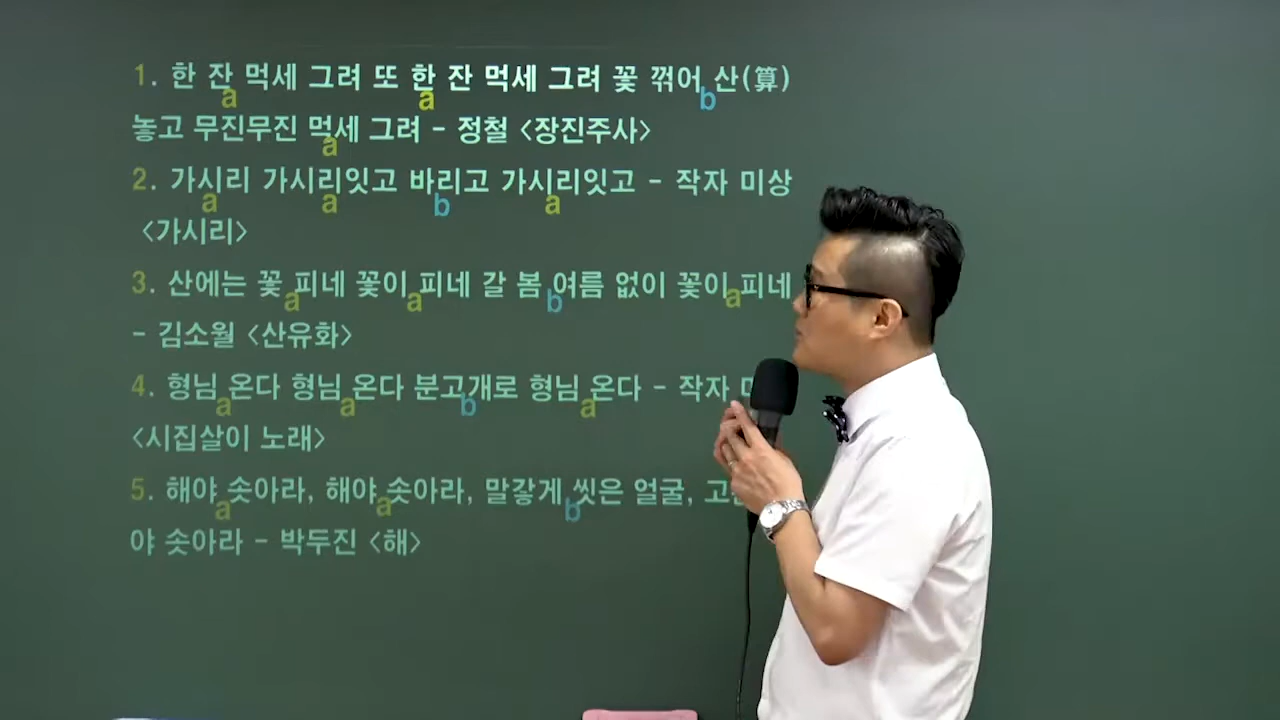 1. 한 잔 먹세 그려 또 한 잔 먹세 그려 꽃 꺾어 산(算)
a a b
놓고 무진무진 먹세 그려 - 정철 <장진주사>
a
2. 가시리 가시리잇고 바리고 가시리잇고 - 작자 미상
a a b a
<가시리>
3. 산에는 꽃 피네 꽃이 피네 갈 봄 여름 없이 꽃이 피네
a a b a
- 김소월 <산유화>
4. 형님 온다 형님 온다 분고개로 형님 온다 - 작자
a a b a
<시집살이 노래>
5. 해야 솟아라, 해야 솟아라, 말갛게 씻은 얼굴,
a a b
야 솟아라 - 박두진 <해>